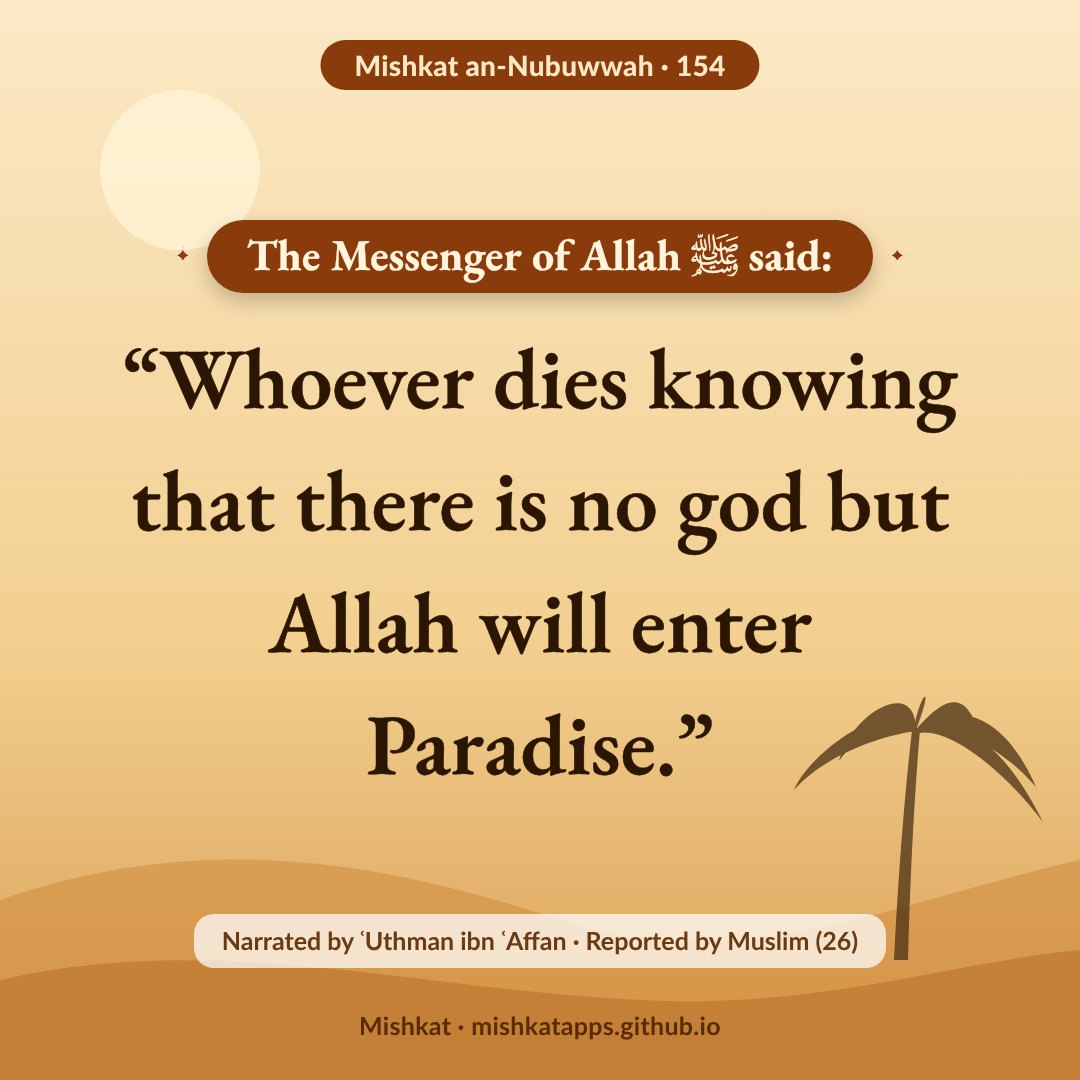 Mishkat an-Nubuwwah · 154
The Messenger of Allah ﷺ said:
“Whoever dies knowing
that there is no god but
Allah will enter
Paradise.”
Narrated by ʿUthman ibn ʿAffan · Reported by Muslim (26)
Mishkat · mishkatapps.github.io